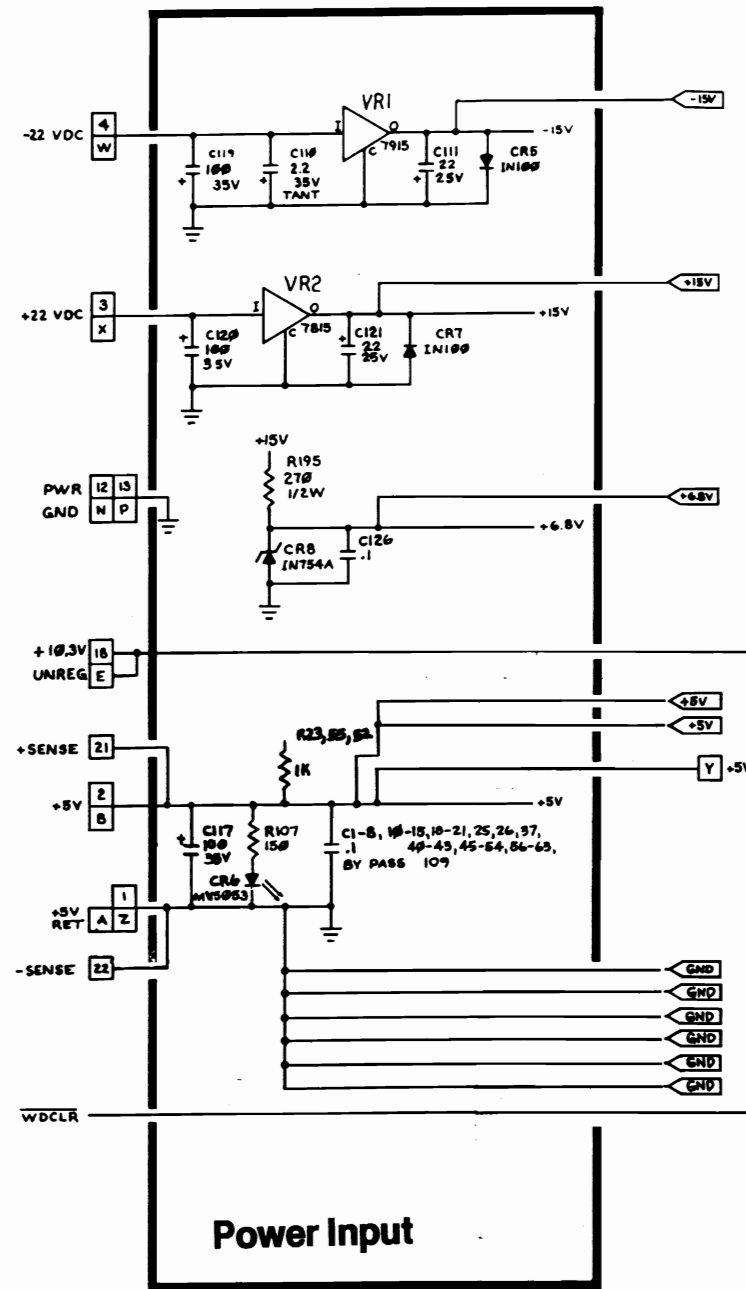 -22 VDC
4
W
C119
100
35V
C110
2.2
35V
TANT
VR1
I
O
C
7915
C111
22
25V
CR5
IN100
-15V
-15V
+22 VDC
3
X
C120
100
35V
VR2
I
O
C
7815
C121
22
25V
CR7
IN100
+15V
+15V
PWR
GND
12 13
N P
+15V
R195
270
1/2W
CR8
IN754A
C126
.1
+6.8V
+6.8V
+10.3V
UNREG
18
E
+SENSE 21
+5V
2
B
R23,55,52
1K
C117
100
35V
R107
150
CR6
MV5053
C1-8, 10-15,18-21,25,26,37,
40-43,45-54,56-63,
.1
BY PASS 109
+5V
+5V
+5V
Y +5V
+5V
RET
1
A Z
-SENSE 22
GND
GND
GND
GND
GND
GND
WDCLR
Power Input